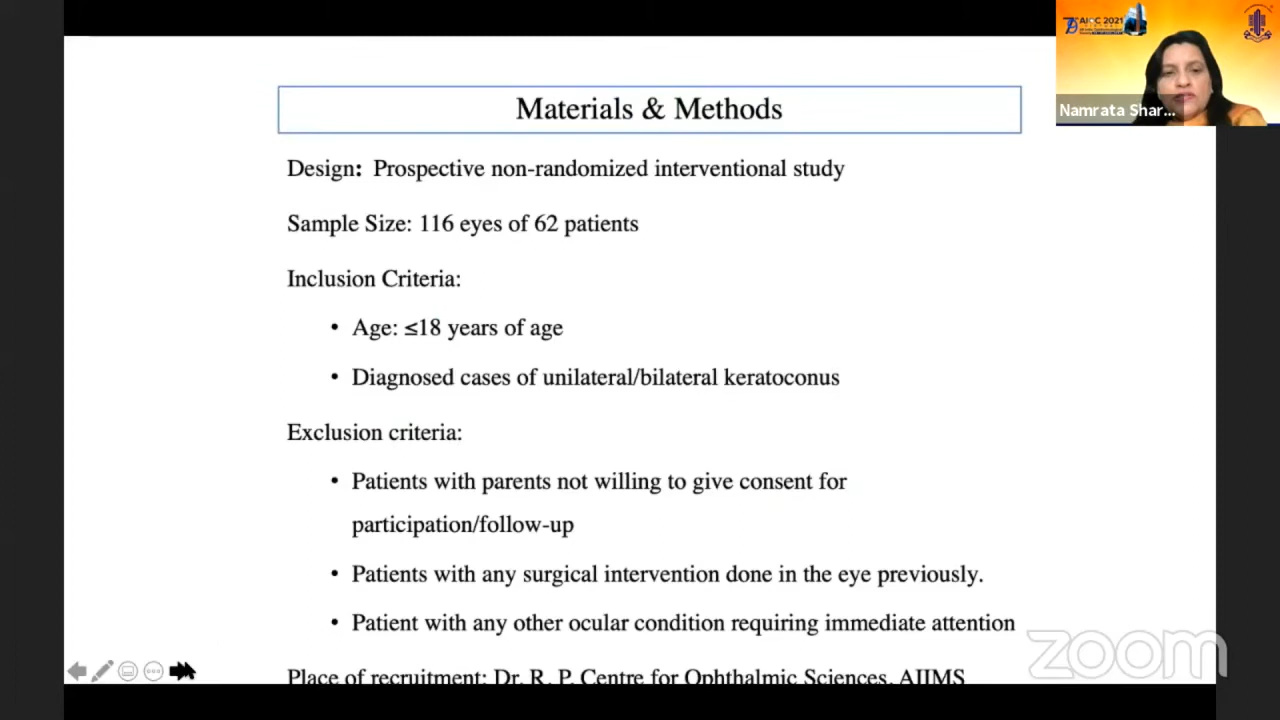 AIOC 2021
Namrata Shar...
Materials & Methods
Design: Prospective non-randomized interventional study
Sample Size: 116 eyes of 62 patients
Inclusion Criteria:
• Age: ≤18 years of age
• Diagnosed cases of unilateral/bilateral keratoconus
Exclusion criteria:
• Patients with parents not willing to give consent for
participation/follow-up
• Patients with any surgical intervention done in the eye previously.
• Patient with any other ocular condition requiring immediate attention
Place of recruitment: Dr. R. P. Centre for Ophthalmic Sciences, AIIMS
zoom